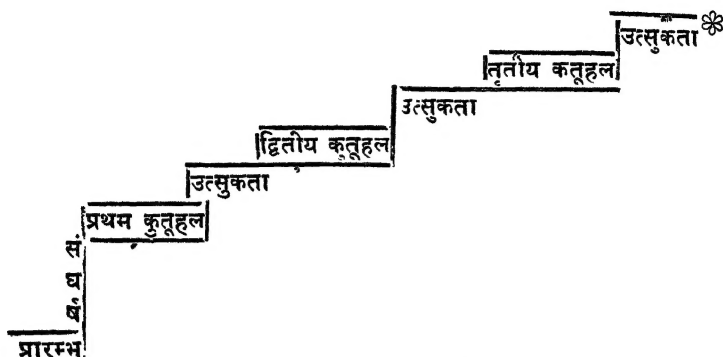 उत्सुकता
तृतीय कतूहल
उत्सुकता
द्वितीय कुतूहल
उत्सुकता
प्रथम कुतूहल
संघर्ष
प्रारम्भ